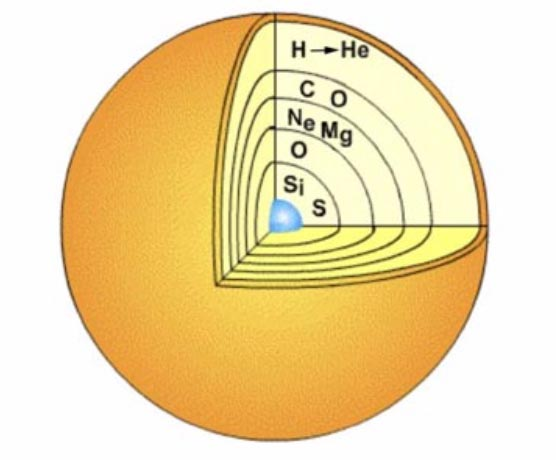 H → He
C O
Ne Mg
O
Si
S